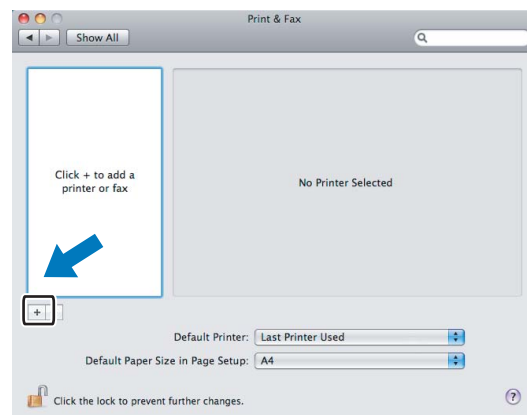 Print & Fax
Show All
Click + to add a
printer or fax
No Printer Selected
+
Default Printer: Last Printer Used
Default Paper Size in Page Setup: A4
Click the lock to prevent further changes.
?